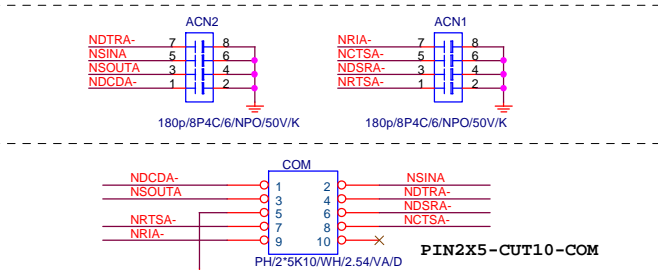 ACN2
NDTRA- 7 8
NSINA 5 6
NSOUTA 3 4
NDCDA- 1 2
180p/8P4C/6/NPO/50V/K
ACN1
NRIA- 7 8
NCTSA- 5 6
NDSRA- 3 4
NRTSA- 1 2
180p/8P4C/6/NPO/50V/K
COM
NDCDA- 1 2 NSINA
NSOUTA 3 4 NDTRA-
5 6 NDSRA-
NRTSA- 7 8 NCTSA-
NRIA- 9 10
PIN2X5-CUT10-COM
PH/2*5K10/WH/2.54/VA/D